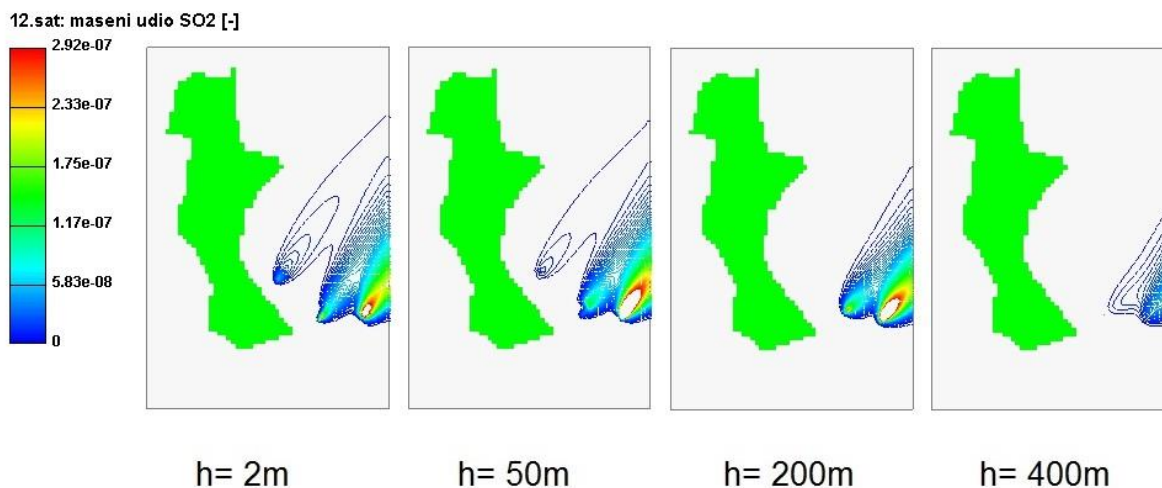 12.sat: maseni udio SO2 [-]
2.92e-07
2.33e-07
1.75e-07
1.17e-07
5.83e-08
0
h= 2m
h= 50m
h= 200m
h= 400m